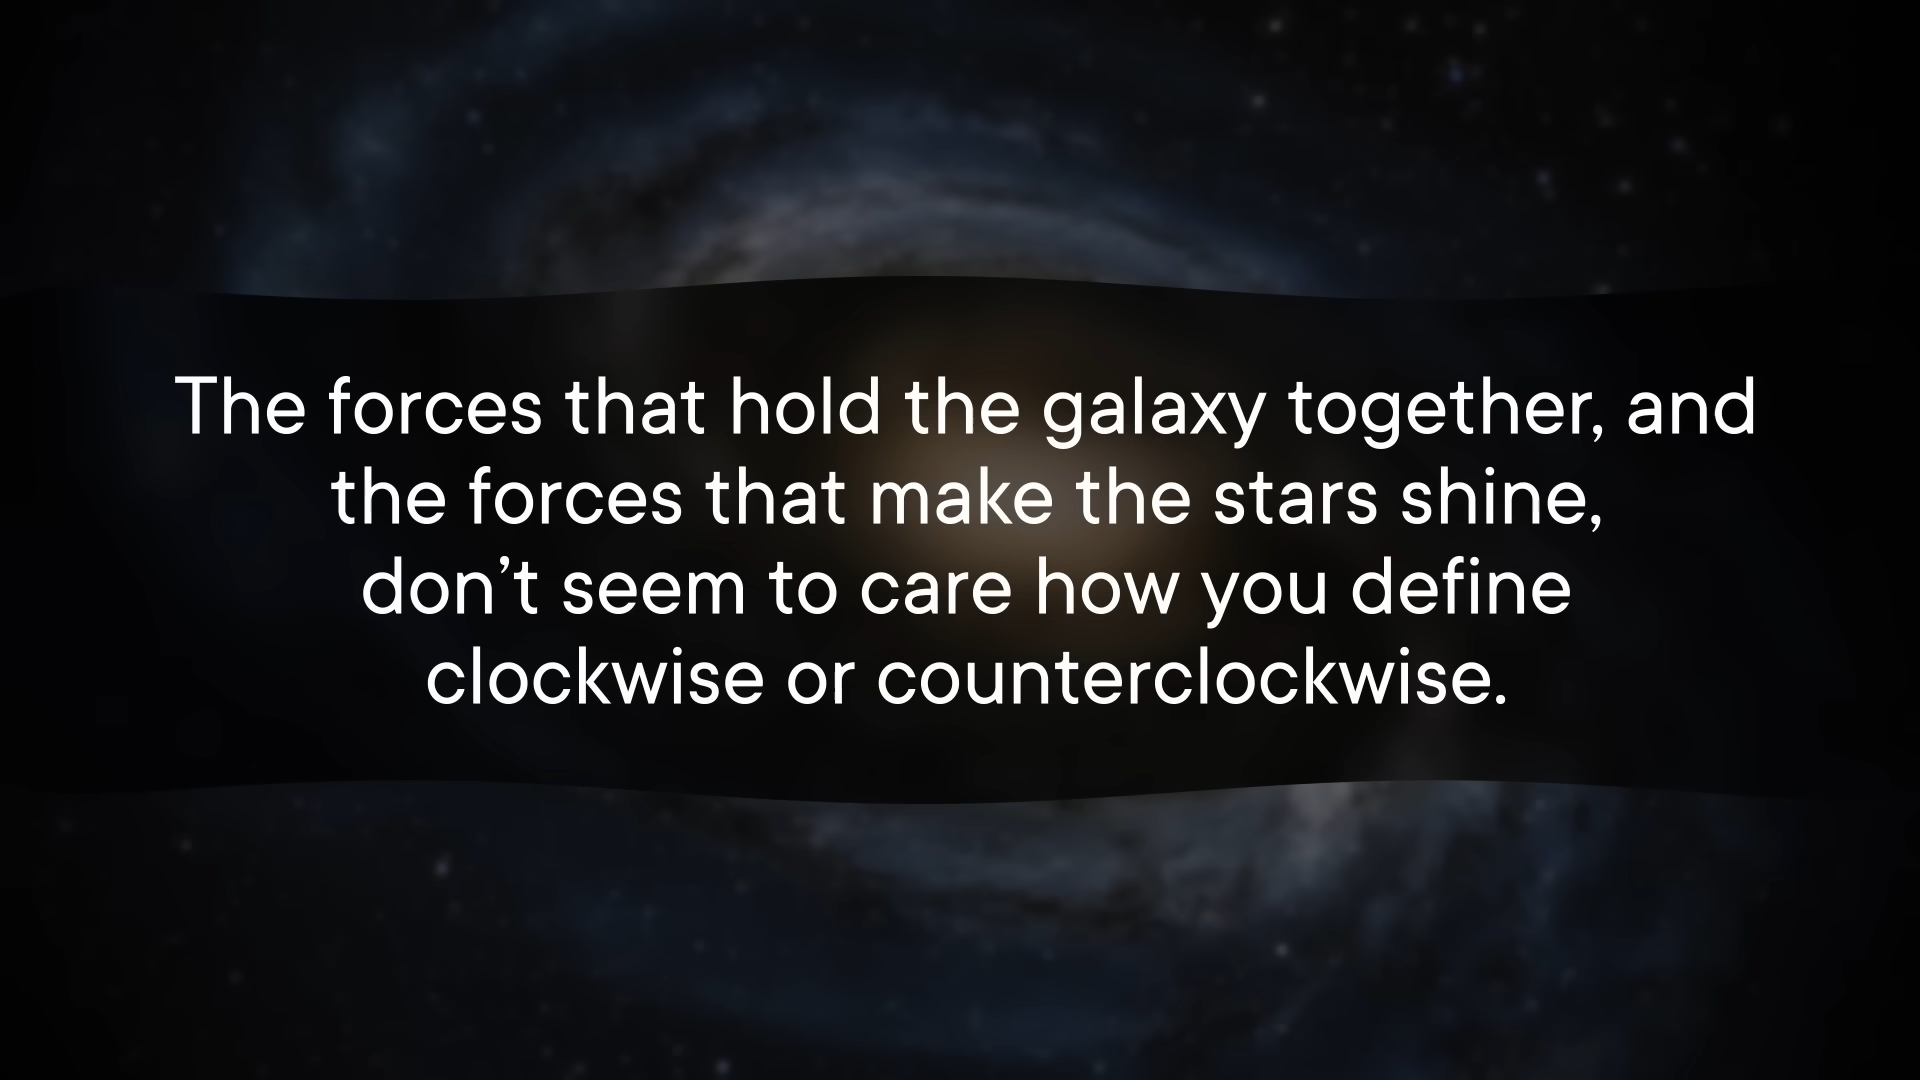 The forces that hold the galaxy together, and
the forces that make the stars shine,
don’t seem to care how you define
clockwise or counterclockwise.